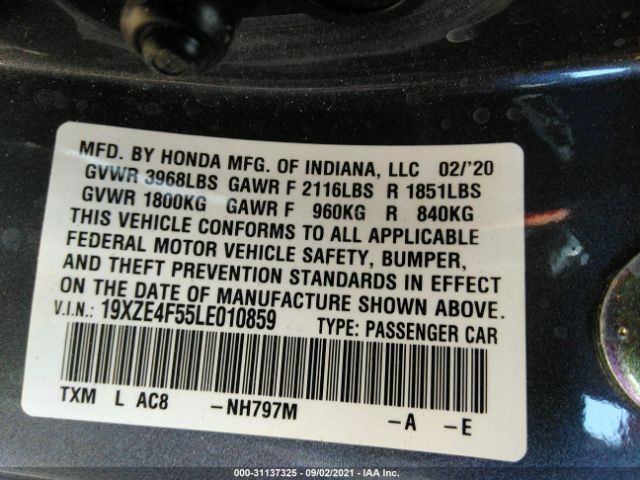 MFD. BY HONDA MFG. OF INDIANA, LLC 02/'20
GVWR 3968LBS GAWR F 2116LBS R 1851LBS
GVWR 1800KG GAWR F 960KG R 840KG
THIS VEHICLE CONFORMS TO ALL APPLICABLE
FEDERAL MOTOR VEHICLE SAFETY, BUMPER,
AND THEFT PREVENTION STANDARDS IN EFFECT
ON THE DATE OF MANUFACTURE SHOWN ABOVE.
V.I.N.: 19XZE4F55LE010859 TYPE: PASSENGER CAR
TXM L AC8 -NH797M -A -E
000-31137325 - 09/02/2021 - IAA Inc.